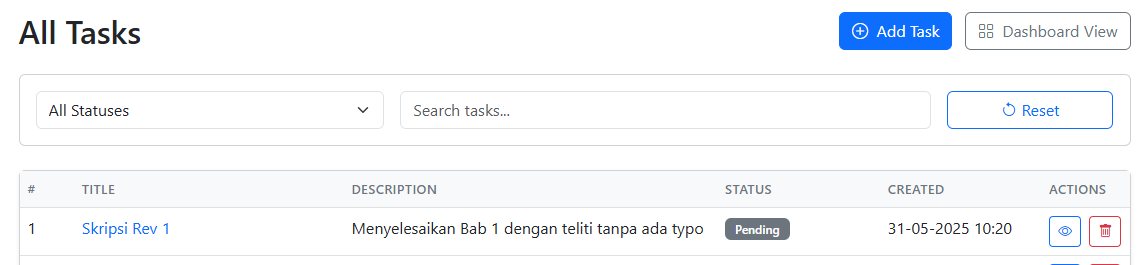 All Tasks
Add Task
Dashboard View
All Statuses
Search tasks...
Reset
# TITLE DESCRIPTION STATUS CREATED ACTIONS
1 Skripsi Rev 1 Menyelesaikan Bab 1 dengan teliti tanpa ada typo Pending 31-05-2025 10:20